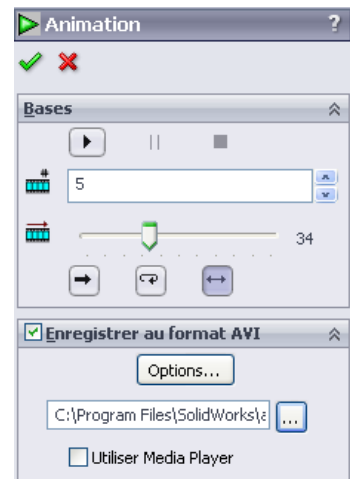 Animation ?
Bases
#
5
34
Enregistrer au format AVI
Options...
C:\Program Files\SolidWorks\
...
Utiliser Media Player